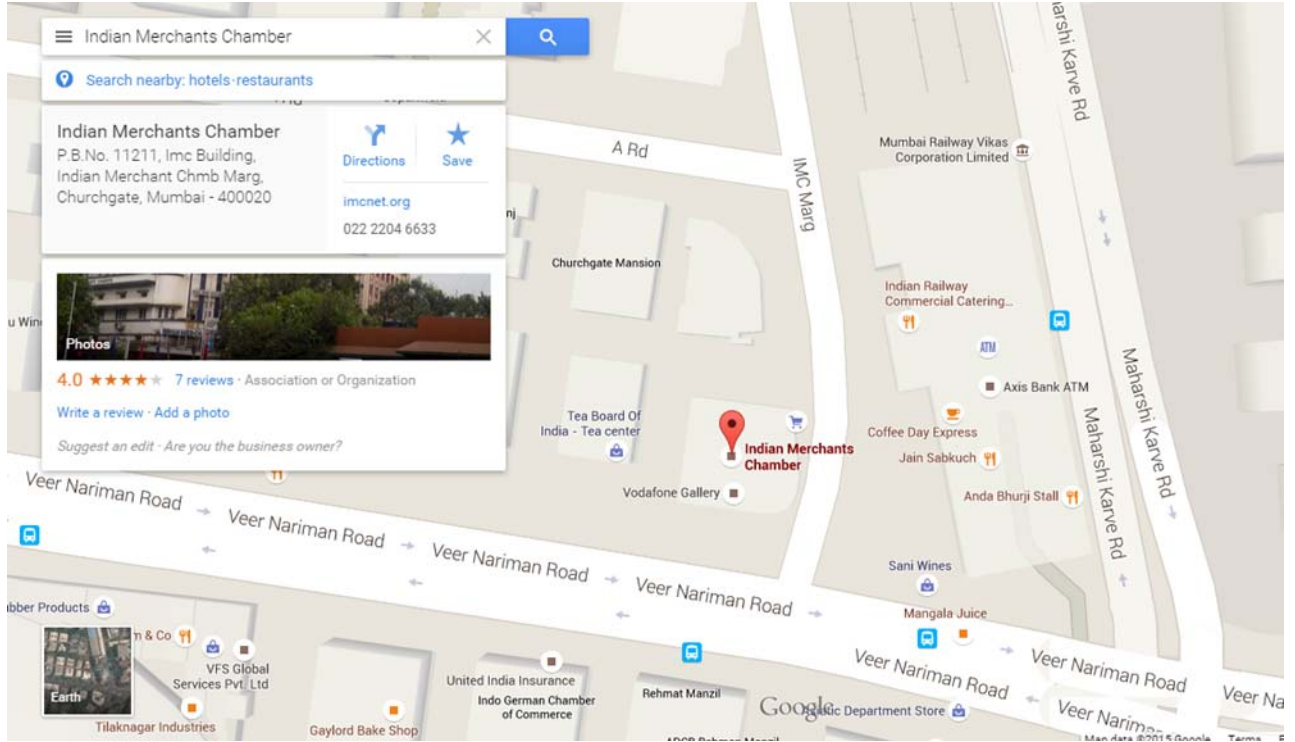 Indian Merchants Chamber
Search nearby: hotels·restaurants
Indian Merchants Chamber
P.B.No. 11211, Imc Building,
Indian Merchant Chmb Marg,
Churchgate, Mumbai - 400020
Directions
Save
imcnet.org
022 2204 6633
Photos
4.0
7 reviews · Association or Organization
Write a review · Add a photo
Suggest an edit · Are you the business owner?
A Rd
IMC Marg
Maharshi Karve Rd
Mumbai Railway Vikas
Corporation Limited
Churchgate Mansion
Indian Railway
Commercial Catering...
ATM
Axis Bank ATM
Maharshi Karve Rd
Maharshi Karve Rd
Tea Board Of
India - Tea center
Coffee Day Express
Indian Merchants
Chamber
Jain Sabkuch
Vodafone Gallery
Anda Bhurji Stall
Veer Nariman Road
Veer Nariman Road
Veer Nariman Road
Veer Nariman Road
Sani Wines
Mangala Juice
Veer Nariman Road
Veer Nariman Road
Veer Na
Veer Nariman
VFS Global
Services Pvt. Ltd
Earth
Tilaknagar Industries
Gaylord Bake Shop
United India Insurance
Indo German Chamber
of Commerce
Rehmat Manzil
Google
Department Store
Map data ©2015 Google
Terms